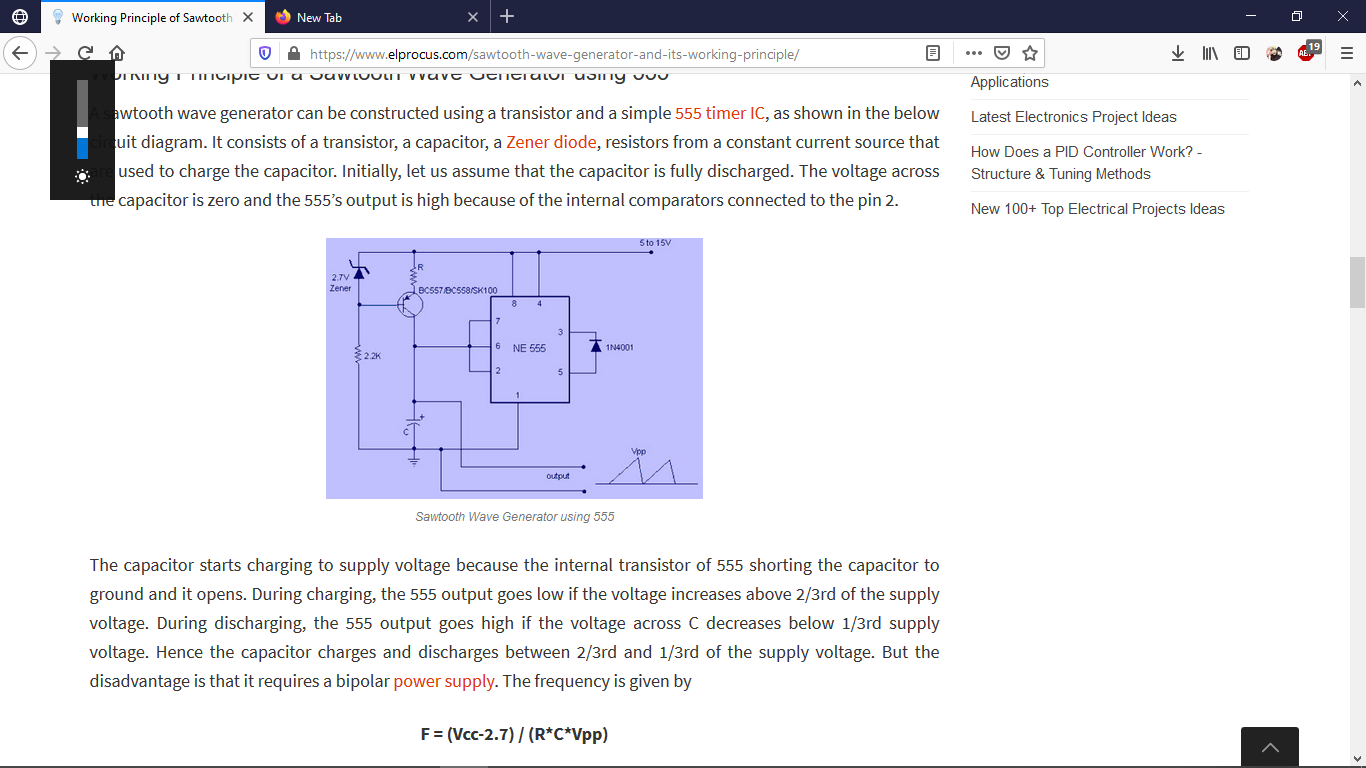 Working Principle of Sawtooth
New Tab
https://www.elprocus.com/sawtooth-wave-generator-and-its-working-principle/
19
Working Principle of a Sawtooth Wave Generator using 555
A sawtooth wave generator can be constructed using a transistor and a simple 555 timer IC, as shown in the below
circuit diagram. It consists of a transistor, a capacitor, a Zener diode, resistors from a constant current source that
are used to charge the capacitor. Initially, let us assume that the capacitor is fully discharged. The voltage across
the capacitor is zero and the 555’s output is high because of the internal comparators connected to the pin 2.
5 to 15V
2.7V
Zener
R
BC557/BC558/SK100
8 4
7
6
2
NE 555
3
5
1
1N4001
2.2K
+
C
output
Vpp
Sawtooth Wave Generator using 555
The capacitor starts charging to supply voltage because the internal transistor of 555 shorting the capacitor to
ground and it opens. During charging, the 555 output goes low if the voltage increases above 2/3rd of the supply
voltage. During discharging, the 555 output goes high if the voltage across C decreases below 1/3rd supply
voltage. Hence the capacitor charges and discharges between 2/3rd and 1/3rd of the supply voltage. But the
disadvantage is that it requires a bipolar power supply. The frequency is given by
F = (Vcc-2.7) / (R*C*Vpp)
Applications
Latest Electronics Project Ideas
How Does a PID Controller Work? -
Structure & Tuning Methods
New 100+ Top Electrical Projects Ideas